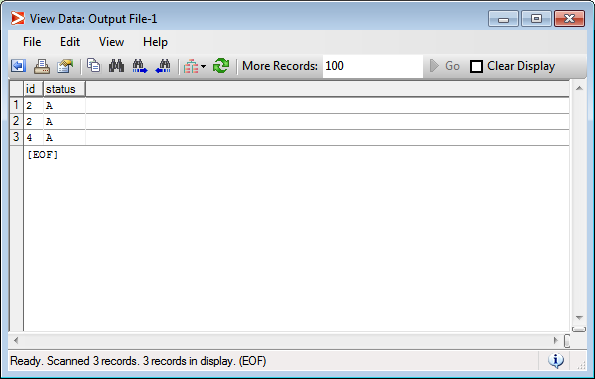 View Data: Output File-1
File Edit View Help
More Records: 100 Go Clear Display
id status
1 2 A
2 2 A
3 4 A
[EOF]
Ready. Scanned 3 records. 3 records in display. (EOF)